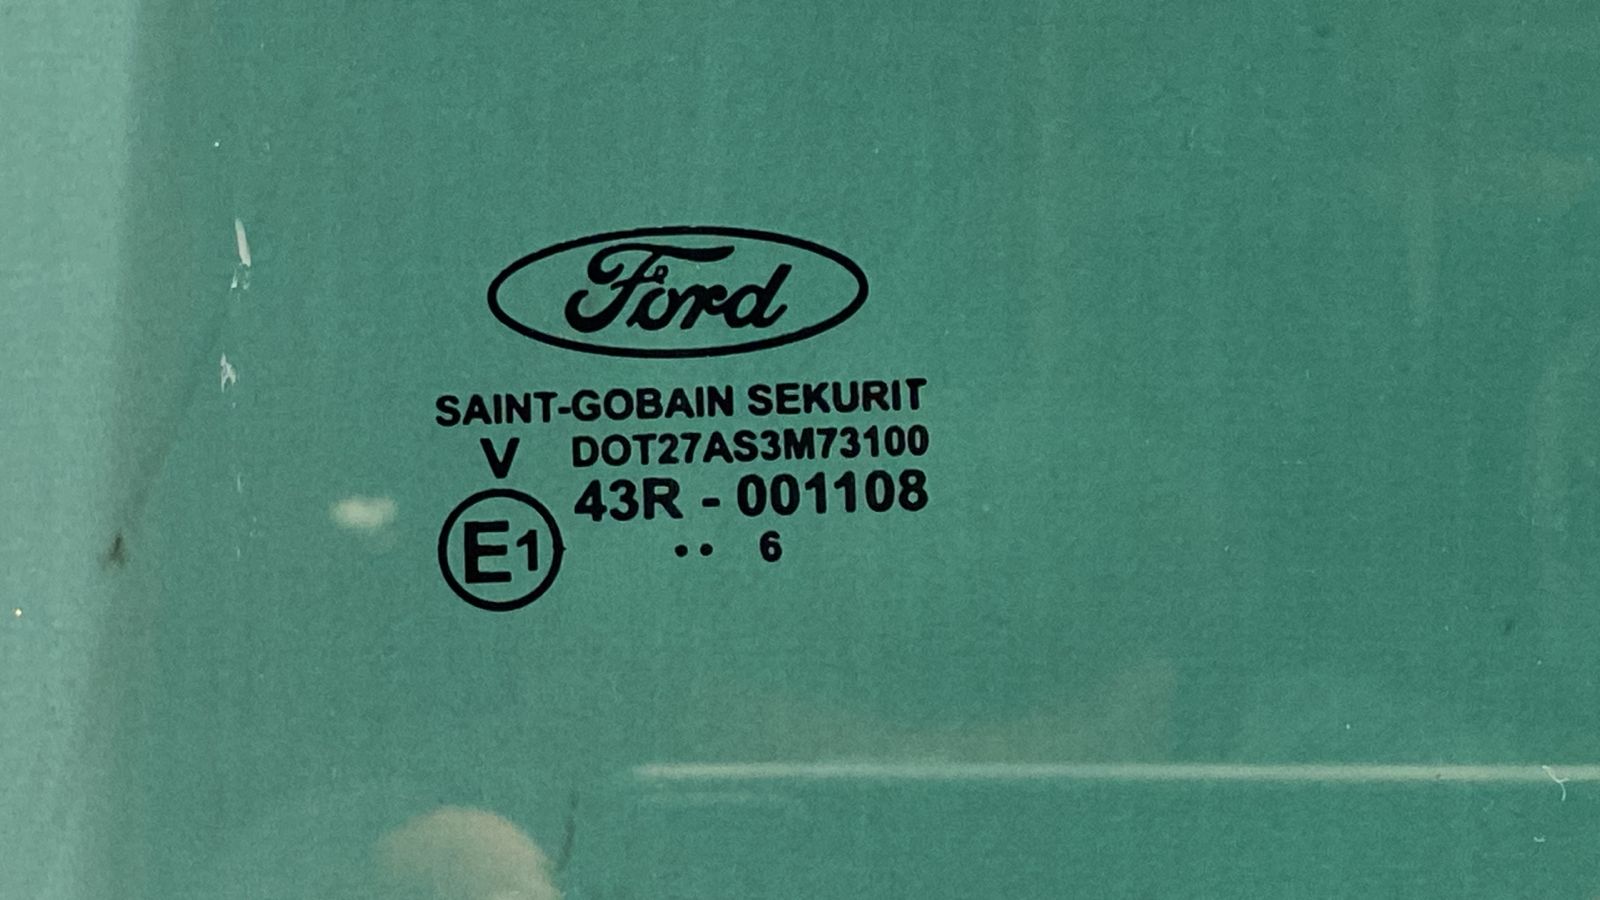 Ford
SAINT-GOBAIN SEKURIT
V DOT27AS3M73100
43R - 001108
E1 .. 6